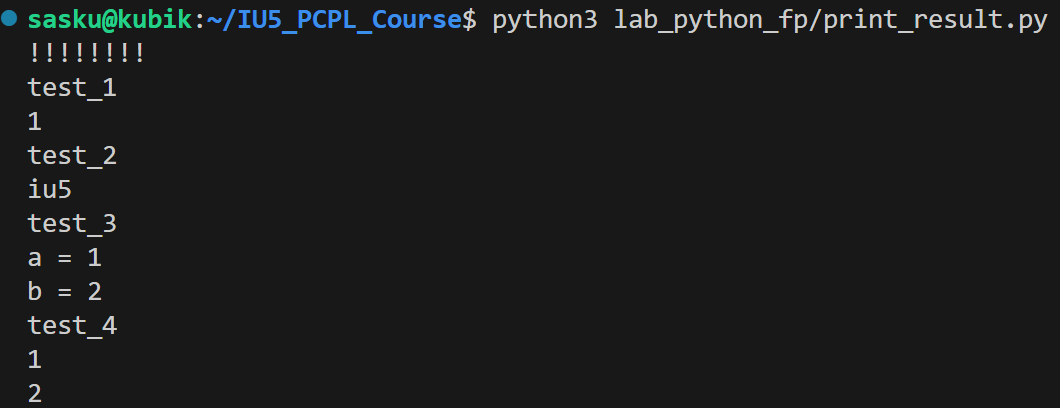 sasku@kubik:~/IU5_PCPL_Course$ python3 lab_python_fp/print_result.py
!!!!!!!!
test_1
1
test_2
iu5
test_3
a = 1
b = 2
test_4
1
2